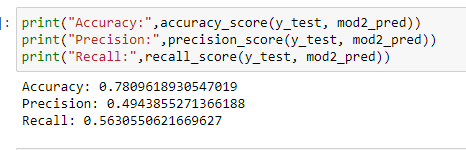 ]: print("Accuracy:",accuracy_score(y_test, mod2_pred))
print("Precision:",precision_score(y_test, mod2_pred))
print("Recall:",recall_score(y_test, mod2_pred))
Accuracy: 0.7809618930547019
Precision: 0.4943855271366188
Recall: 0.5630550621669627